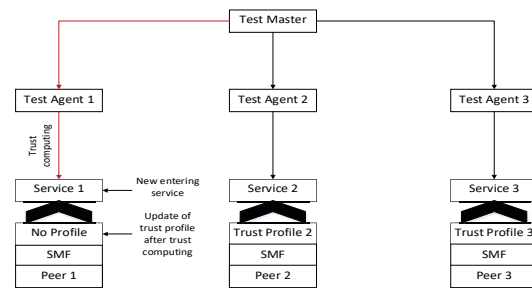 Test Master
Test Agent 1
Test Agent 2
Test Agent 3
Trust
computing
Service 1
New entering
service
Service 2
Service 3
Update of
trust profile
after trust
computing
No Profile
Trust Profile 2
Trust Profile 3
SMF
SMF
SMF
Peer 1
Peer 2
Peer 3